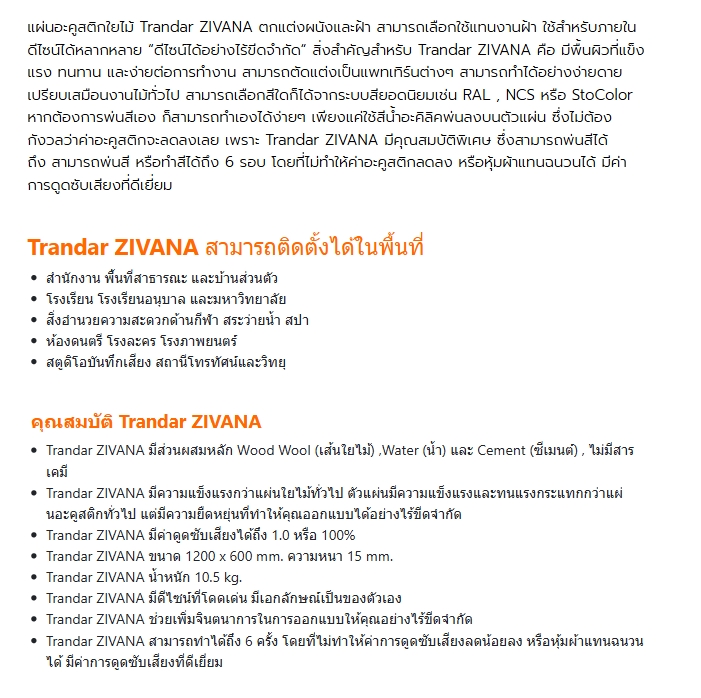 แผ่นอะคูสติกใยไม้ Trandar ZIVANA ตกแต่งผนังและฝ้า สามารถเลือกใช้แทนงานฝ้า ใช้สำหรับภายใน
ดีไซน์ได้หลากหลาย “ดีไซน์ได้อย่างไร้ขีดจำกัด” สิ่งสำคัญสำหรับ Trandar ZIVANA คือ มีพื้นผิวที่แข็ง
แรง ทนทาน และง่ายต่อการทำงาน สามารถตัดแต่งเป็นแพทเทิร์นต่างๆ สามารถทำได้อย่างง่ายดาย
เปรียบเสมือนงานไม้ทั่วไป สามารถเลือกสีใดก็ได้จากระบบสียอดนิยมเช่น RAL , NCS หรือ StoColor
หากต้องการพ่นสีเอง ก็สามารถทำเองได้ง่ายๆ เพียงแค่ใช้สีน้ำอะคิลิคพ่นลงบนตัวแผ่น ซึ่งไม่ต้อง
กังวลว่าค่าอะคูสติกจะลดลงเลย เพราะ Trandar ZIVANA มีคุณสมบัติพิเศษ ซึ่งสามารถพ่นสีได้
ถึง สามารถพ่นสี หรือทำสีได้ถึง 6 รอบ โดยที่ไม่ทำให้ค่าอะคูสติกลดลง หรือหุ้มผ้าแทนฉนวนได้ มีค่า
การดูดซับเสียงที่ดีเยี่ยม
Trandar ZIVANA สามารถติดตั้งได้ในพื้นที่
• สำนักงาน พื้นที่สาธารณะ และบ้านส่วนตัว
• โรงเรียน โรงเรียนอนุบาล และมหาวิทยาลัย
• สิ่งอำนวยความสะดวกด้านกีฬา สระว่ายน้ำ สปา
• ห้องดนตรี โรงละคร โรงภาพยนตร์
• สตูดิโอบันทึกเสียง สถานีโทรทัศน์และวิทยุ
คุณสมบัติ Trandar ZIVANA
• Trandar ZIVANA มีส่วนผสมหลัก Wood Wool (เส้นใยไม้) ,Water (น้ำ) และ Cement (ซีเมนต์) , ไม่มีสาร
เคมี
• Trandar ZIVANA มีความแข็งแรงกว่าแผ่นใยไม้ทั่วไป ตัวแผ่นมีความแข็งแรงและทนแรงกระแทกกว่าแผ่
นอะคูสติกทั่วไป แต่มีความยืดหยุ่นที่ทำให้คุณออกแบบได้อย่างไร้ขีดจำกัด
• Trandar ZIVANA มีค่าดูดซับเสียงได้ถึง 1.0 หรือ 100%
• Trandar ZIVANA ขนาด 1200 x 600 mm. ความหนา 15 mm.
• Trandar ZIVANA น้ำหนัก 10.5 kg.
• Trandar ZIVANA มีดีไซน์ที่โดดเด่น มีเอกลักษณ์เป็นของตัวเอง
• Trandar ZIVANA ช่วยเพิ่มจินตนาการในการออกแบบให้คุณอย่างไร้ขีดจำกัด
• Trandar ZIVANA สามารถทำได้ถึง 6 ครั้ง โดยที่ไม่ทำให้ค่าการดูดซับเสียงลดน้อยลง หรือหุ้มผ้าแทนฉนวน
ได้ มีค่าการดูดซับเสียงที่ดีเยี่ยม